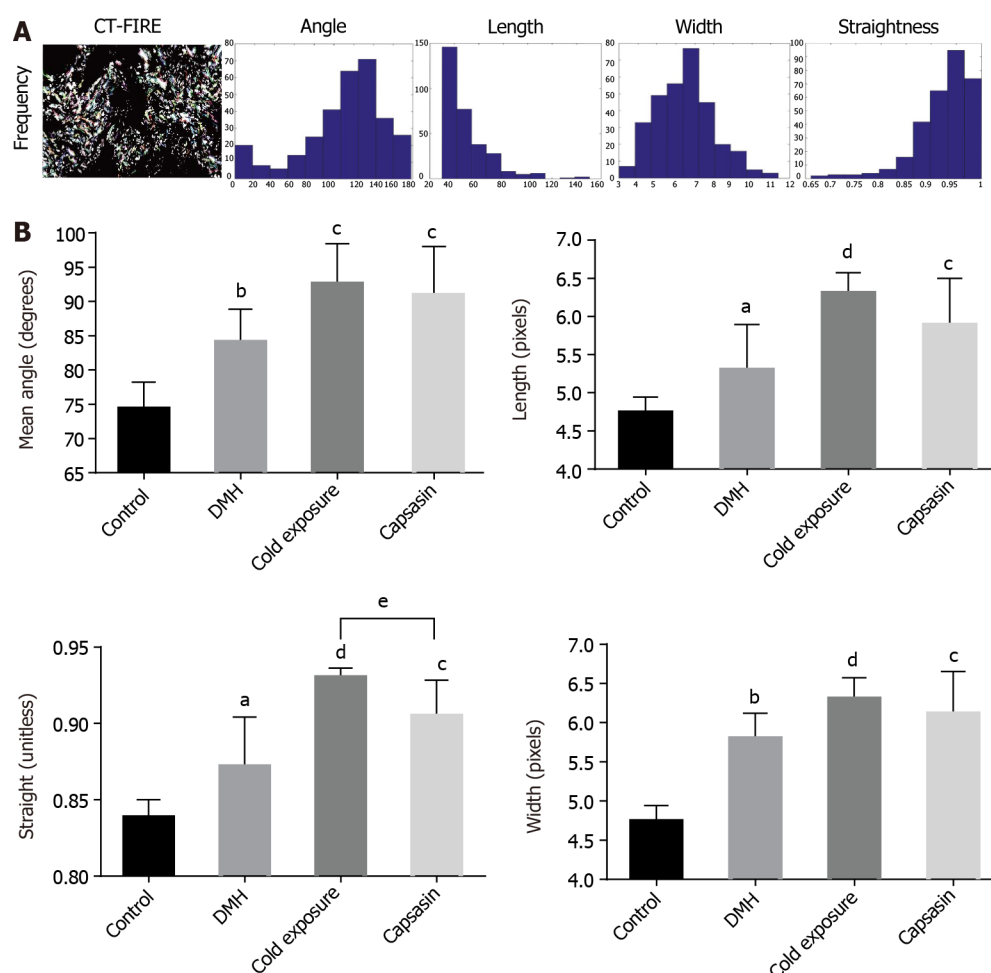 A
CT-FIRE
Angle
Length
Width
Straightness
Frequency
80
70
60
50
40
30
20
10
0
0 20 40 60 80 100 120 140 160 180
150
100
50
0
40 60 80 100 120 140 160
80
70
60
50
40
30
20
10
0
3 4 5 6 7 8 9 10 11 12
100
90
80
70
60
50
40
30
20
10
0
0.65 0.7 0.75 0.8 0.85 0.9 0.95 1
B
Mean angle (degrees)
100
95
90
85
80
75
70
65
b
c
c
Control
DMH
Cold exposure
Capsasin
Length (pixels)
7.0
6.5
6.0
5.5
5.0
4.5
4.0
a
d
c
Control
DMH
Cold exposure
Capsasin
Straight (unitless)
0.95
0.90
0.85
0.80
a
d
c
e
Control
DMH
Cold exposure
Capsasin
Width (pixels)
7.0
6.5
6.0
5.5
5.0
4.5
4.0
b
d
c
Control
DMH
Cold exposure
Capsasin